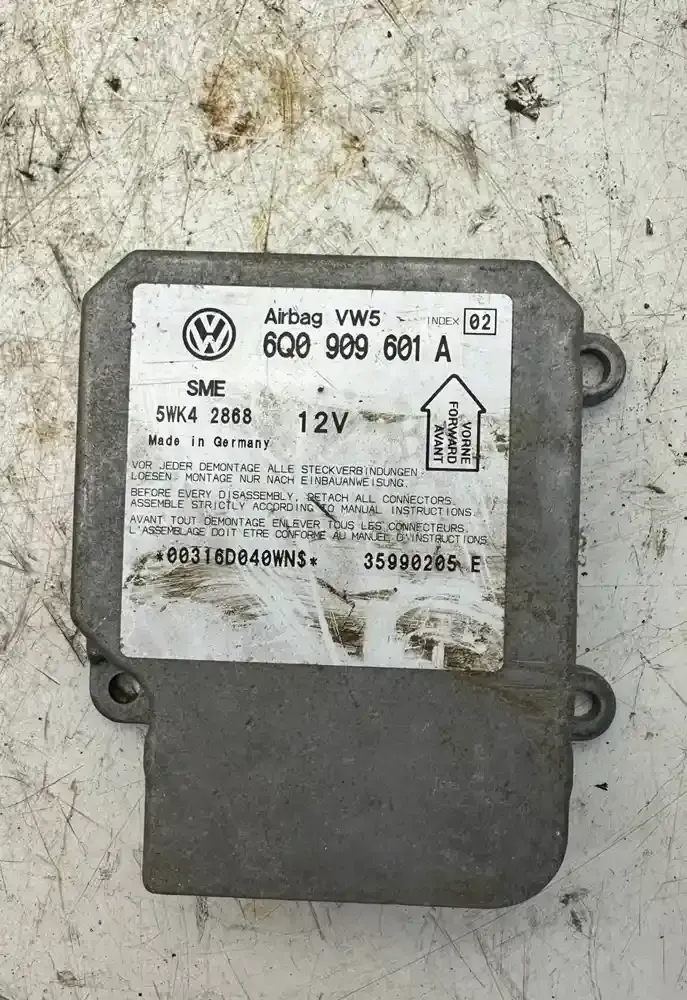 Airbag VW5 INDEX 02
6Q0 909 601 A
SME
5WK4 2868 12V
Made in Germany
VORNE
FORWARD
AVANT
VOR JEDER DEMONTAGE ALLE STECKVERBINDUNGEN
LOESEN. MONTAGE NUR NACH EINBAUANWEISUNG.
BEFORE EVERY DISASSEMBLY, DETACH ALL CONNECTORS.
ASSEMBLE STRICTLY ACCORDING TO MANUAL INSTRUCTIONS.
AVANT TOUT DEMONTAGE ENLEVER TOUS LES CONNECTEURS.
L'ASSEMBLAGE DOIT ETRE CONFORME AU MANUEL D'INSTRUCTIONS
*00316D040WN$* 35990205 E